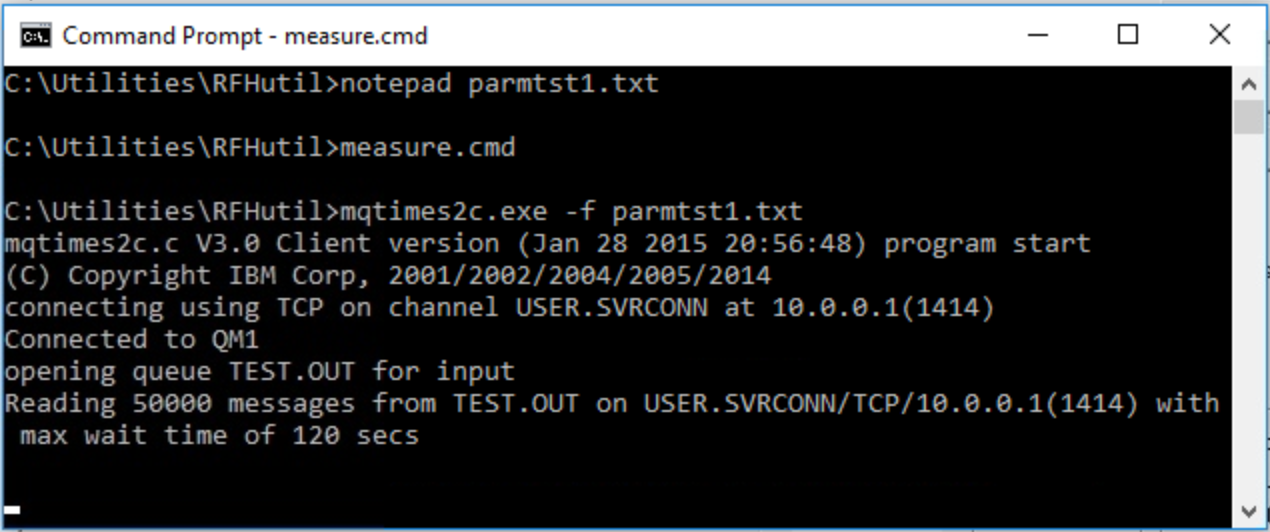 Command Prompt - measure.cmd
C:\Utilities\RFHutil>notepad parmtst1.txt
C:\Utilities\RFHutil>measure.cmd
C:\Utilities\RFHutil>mqtimes2c.exe -f parmtst1.txt
mqtimes2c.c V3.0 Client version (Jan 28 2015 20:56:48) program start
(C) Copyright IBM Corp, 2001/2002/2004/2005/2014
connecting using TCP on channel USER.SVRCONN at 10.0.0.1(1414)
Connected to QM1
opening queue TEST.OUT for input
Reading 50000 messages from TEST.OUT on USER.SVRCONN/TCP/10.0.0.1(1414) with
 max wait time of 120 secs